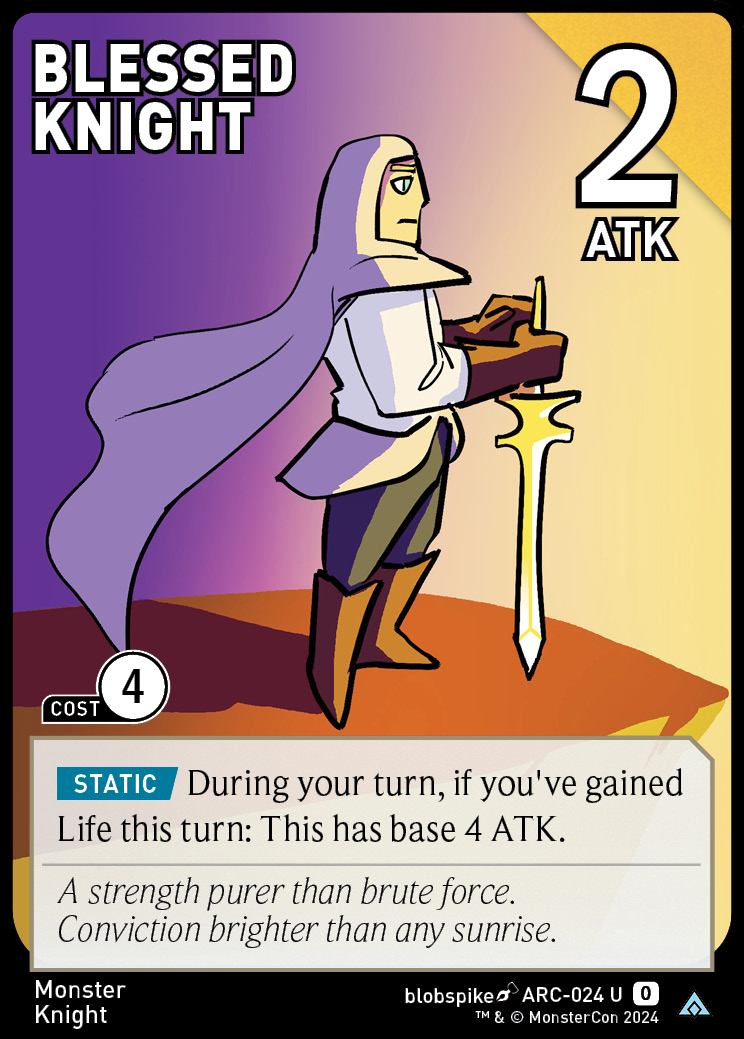 BLESSED
KNIGHT
2
ATK
COST 4
STATIC During your turn, if you've gained
Life this turn: This has base 4 ATK.
A strength purer than brute force.
Conviction brighter than any sunrise.
Monster
Knight
blobspike ARC-024 U 0
™ & © MonsterCon 2024